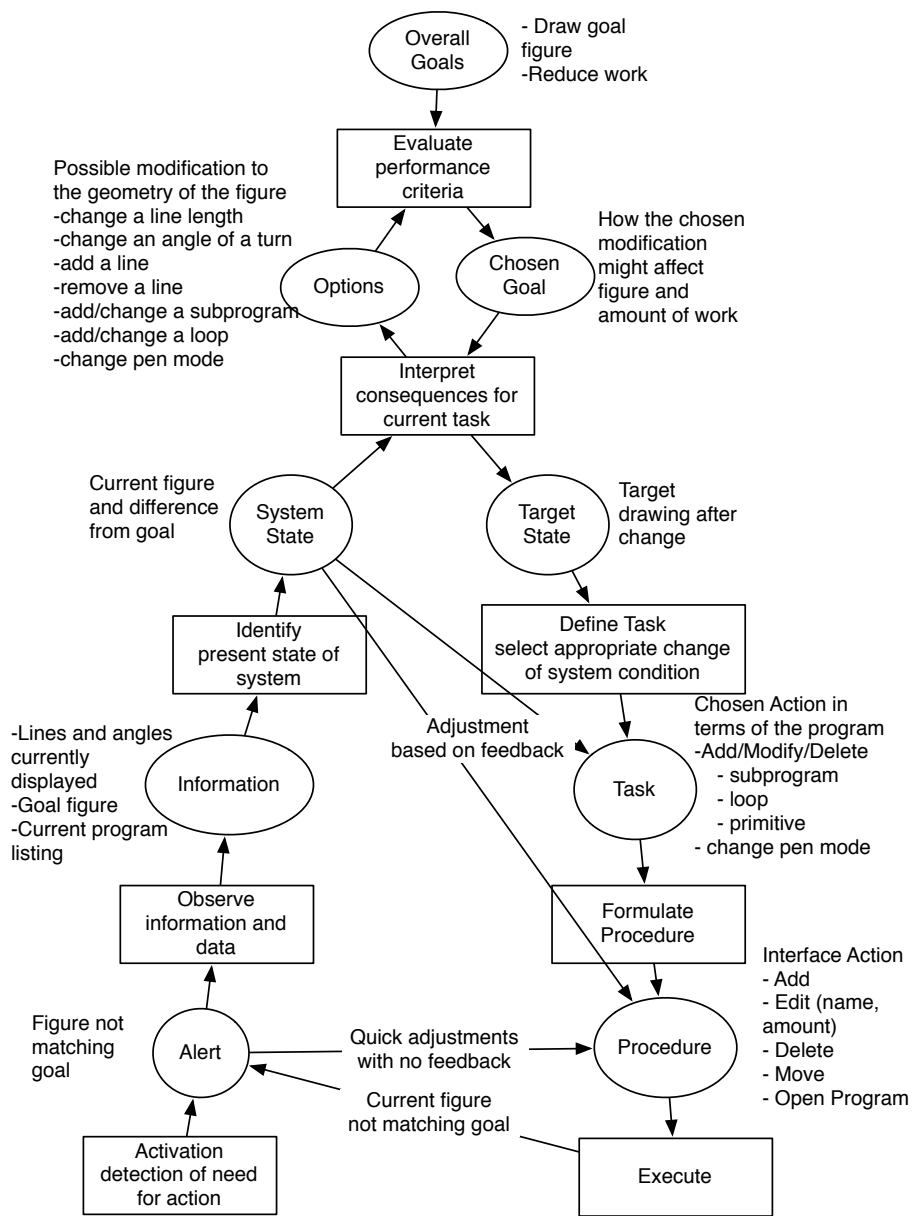 Overall
Goals
- Draw goal
figure
-Reduce work
Evaluate
performance
criteria
Possible modification to
the geometry of the figure
-change a line length
-change an angle of a turn
-add a line
-remove a line
-add/change a subprogram
-add/change a loop
-change pen mode
Options
Chosen
Goal
How the chosen
modification
might affect
figure and
amount of work
Interpret
consequences for
current task
Current figure
and difference
from goal
System
State
Target
State
Target
drawing after
change
Identify
present state of
system
Define Task
select appropriate change
of system condition
Adjustment
based on feedback
Chosen Action in
terms of the program
-Add/Modify/Delete
- subprogram
- loop
- primitive
- change pen mode
Task
-Lines and angles
currently
displayed
-Goal figure
-Current program
listing
Information
Observe
information and
data
Formulate
Procedure
Interface Action
- Add
- Edit (name,
amount)
- Delete
- Move
- Open Program
Figure not
matching
goal
Alert
Quick adjustments
with no feedback
Procedure
Current figure
not matching goal
Activation
detection of need
for action
Execute